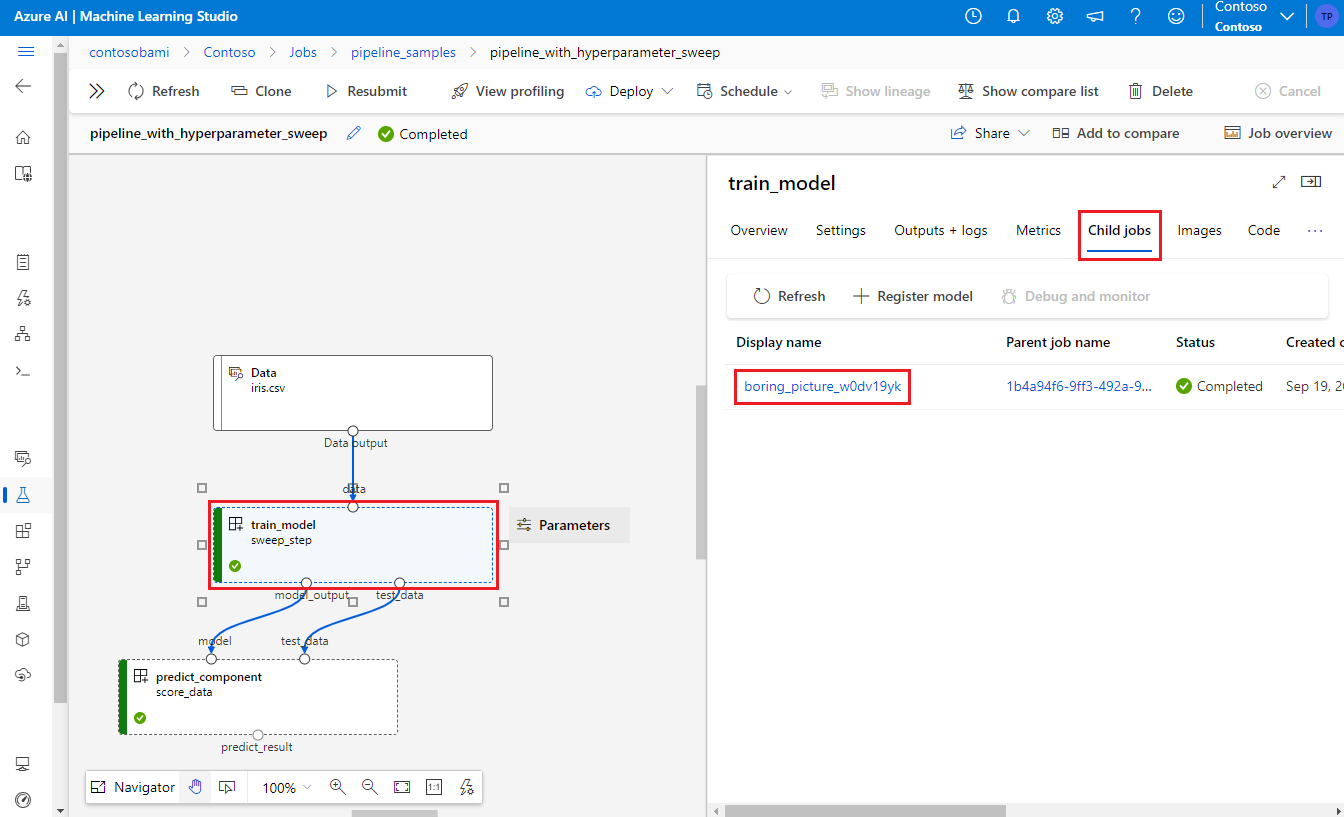 Azure AI | Machine Learning Studio
Contoso
Contoso
TP
contosobami > Contoso > Jobs > pipeline_samples > pipeline_with_hyperparameter_sweep
Refresh Clone Resubmit View profiling Deploy Schedule Show lineage Show compare list Delete Cancel
pipeline_with_hyperparameter_sweep Completed Share Add to compare Job overview
train_model
Overview Settings Outputs + logs Metrics Child jobs Images Code ...
Refresh Register model Debug and monitor
Display name Parent job name Status Created
boring_picture_w0dv19yk 1b4a94f6-9ff3-492a-9... Completed Sep 19,
Data
iris.csv
Data output
data
train_model
sweep_step
Parameters
model_output test_data
model test_data
predict_component
score_data
predict_result
Navigator 100% 1:1